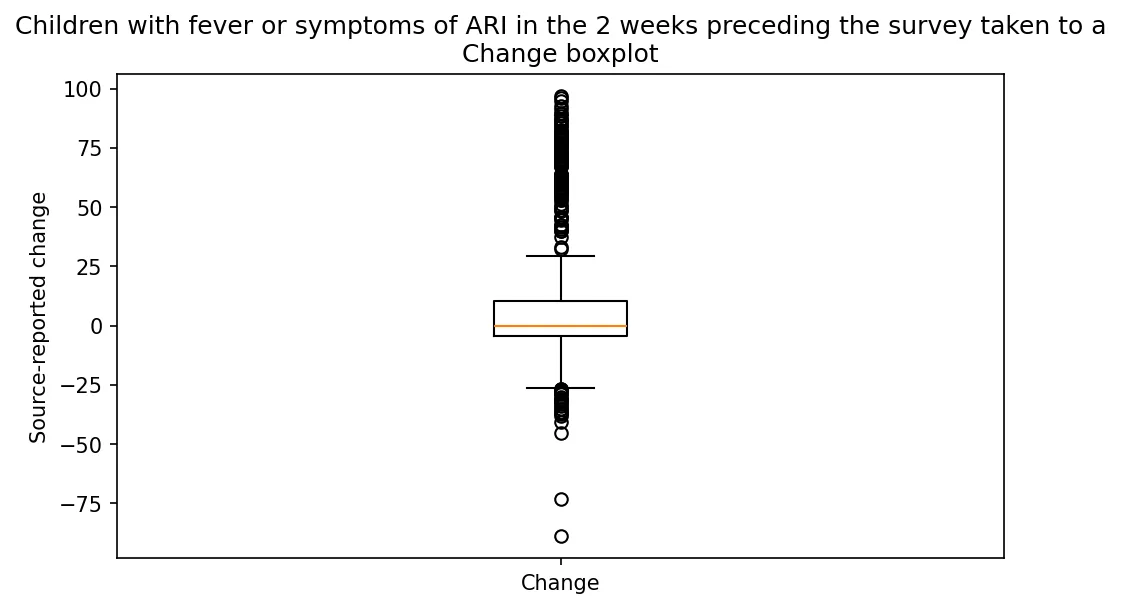 Children with fever or symptoms of ARI in the 2 weeks preceding the survey taken to a
Change boxplot
100
75
50
25
0
−25
−50
−75
Source-reported change
Change